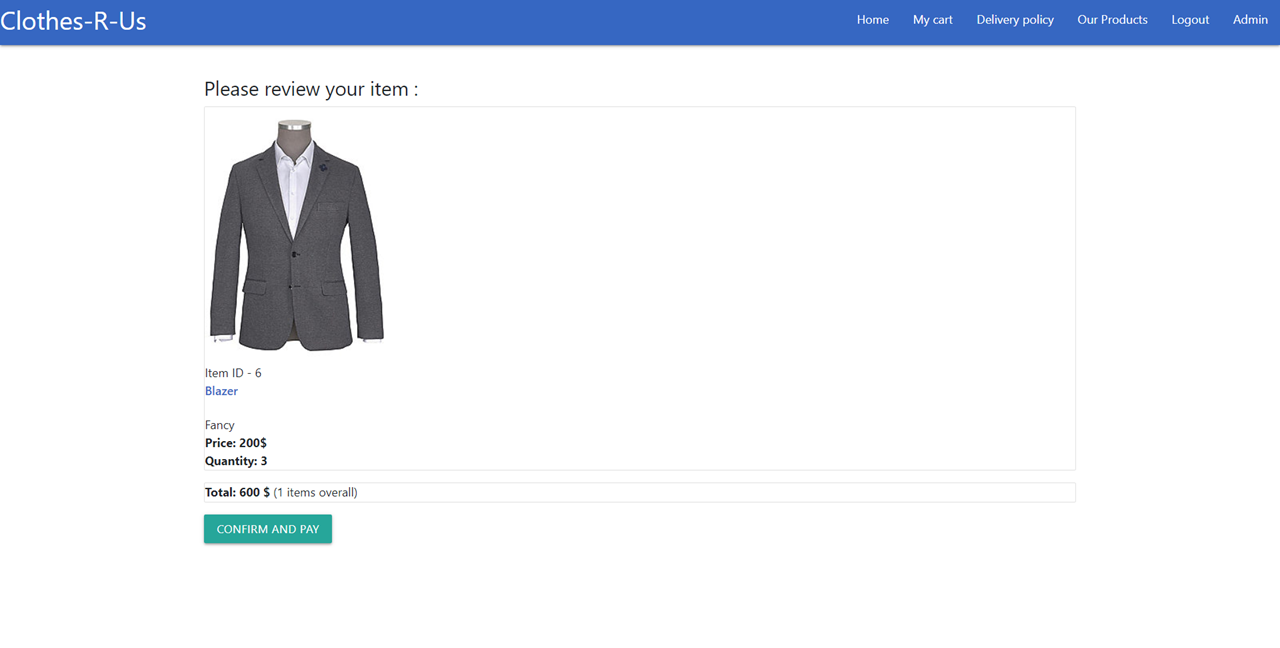 Clothes-R-Us
Home My cart Delivery policy Our Products Logout Admin
Please review your item :
Item ID - 6
Blazer
Fancy
Price: 200$
Quantity: 3
Total: 600 $ (1 items overall)
CONFIRM AND PAY